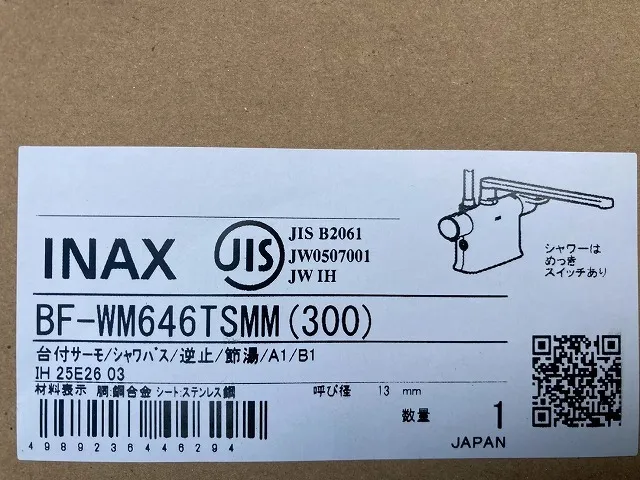 INAX
JIS
JIS B2061
JW0507001
JW IH
シャワーは
めっき
スイッチあり
BF-WM646TSMM(300)
台付サーモ/シャワバス/逆止/節湯/A1/B1
IH 25E26 03
材料表示 胴:銅合金 シート:ステンレス鋼 呼び径 13 mm
数量 1
4989236446294
JAPAN